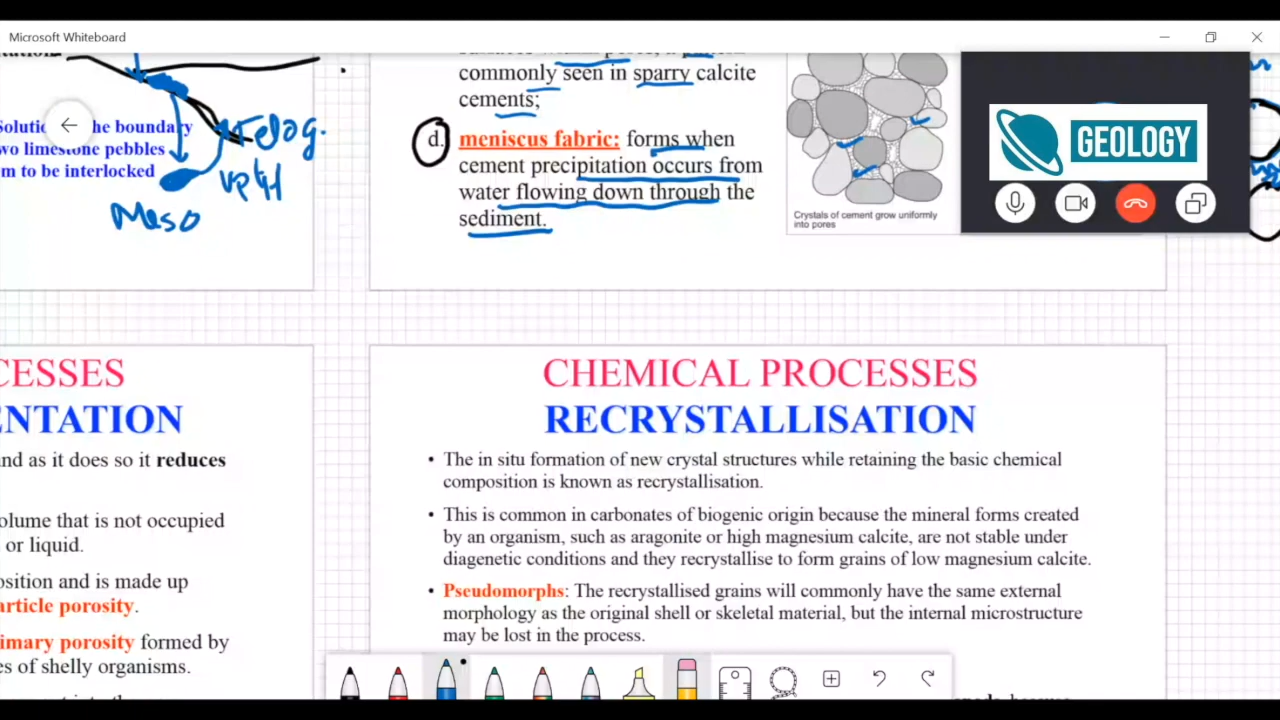 Microsoft Whiteboard
commonly seen in sparry calcite
cements;
d. meniscus fabric: forms when
cement precipitation occurs from
water flowing down through the
sediment.
Crystals of cement grow uniformly
into pores
GEOLOGY
the boundary
wo limestone pebbles
m to be interlocked
Telog.
Meso
CESSES
ENTATION
nd as it does so it reduces
olume that is not occupied
or liquid.
osition and is made up
article porosity.
imary porosity formed by
es of shelly organisms.
CHEMICAL PROCESSES
RECRYSTALLISATION
• The in situ formation of new crystal structures while retaining the basic chemical
composition is known as recrystallisation.
• This is common in carbonates of biogenic origin because the mineral forms created
by an organism, such as aragonite or high magnesium calcite, are not stable under
diagenetic conditions and they recrystallise to form grains of low magnesium calcite.
• Pseudomorphs: The recrystallised grains will commonly have the same external
morphology as the original shell or skeletal material, but the internal microstructure
may be lost in the process.